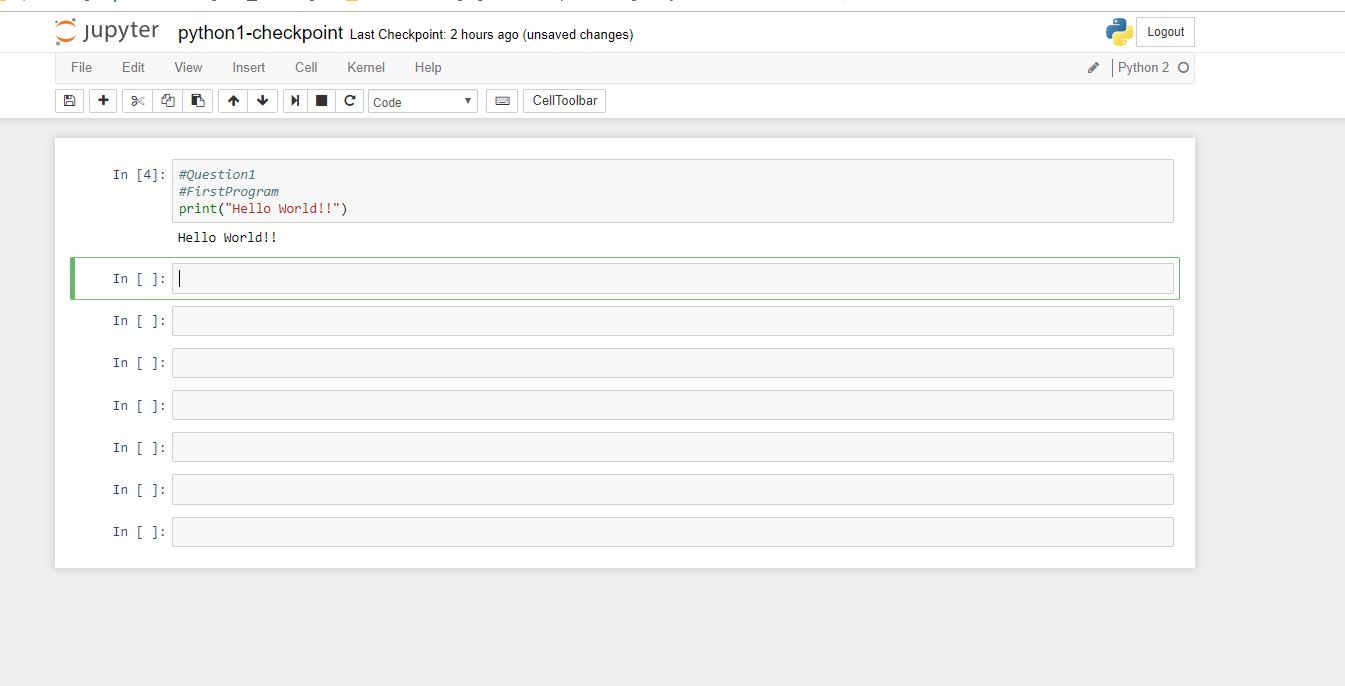 jupyter python1-checkpoint Last Checkpoint: 2 hours ago (unsaved changes) Logout
File Edit View Insert Cell Kernel Help Python 2
Code CellToolbar
In [4]: #Question1
#FirstProgram
print("Hello World!!")
Hello World!!
In [ ]:
In [ ]:
In [ ]:
In [ ]:
In [ ]:
In [ ]:
In [ ]: